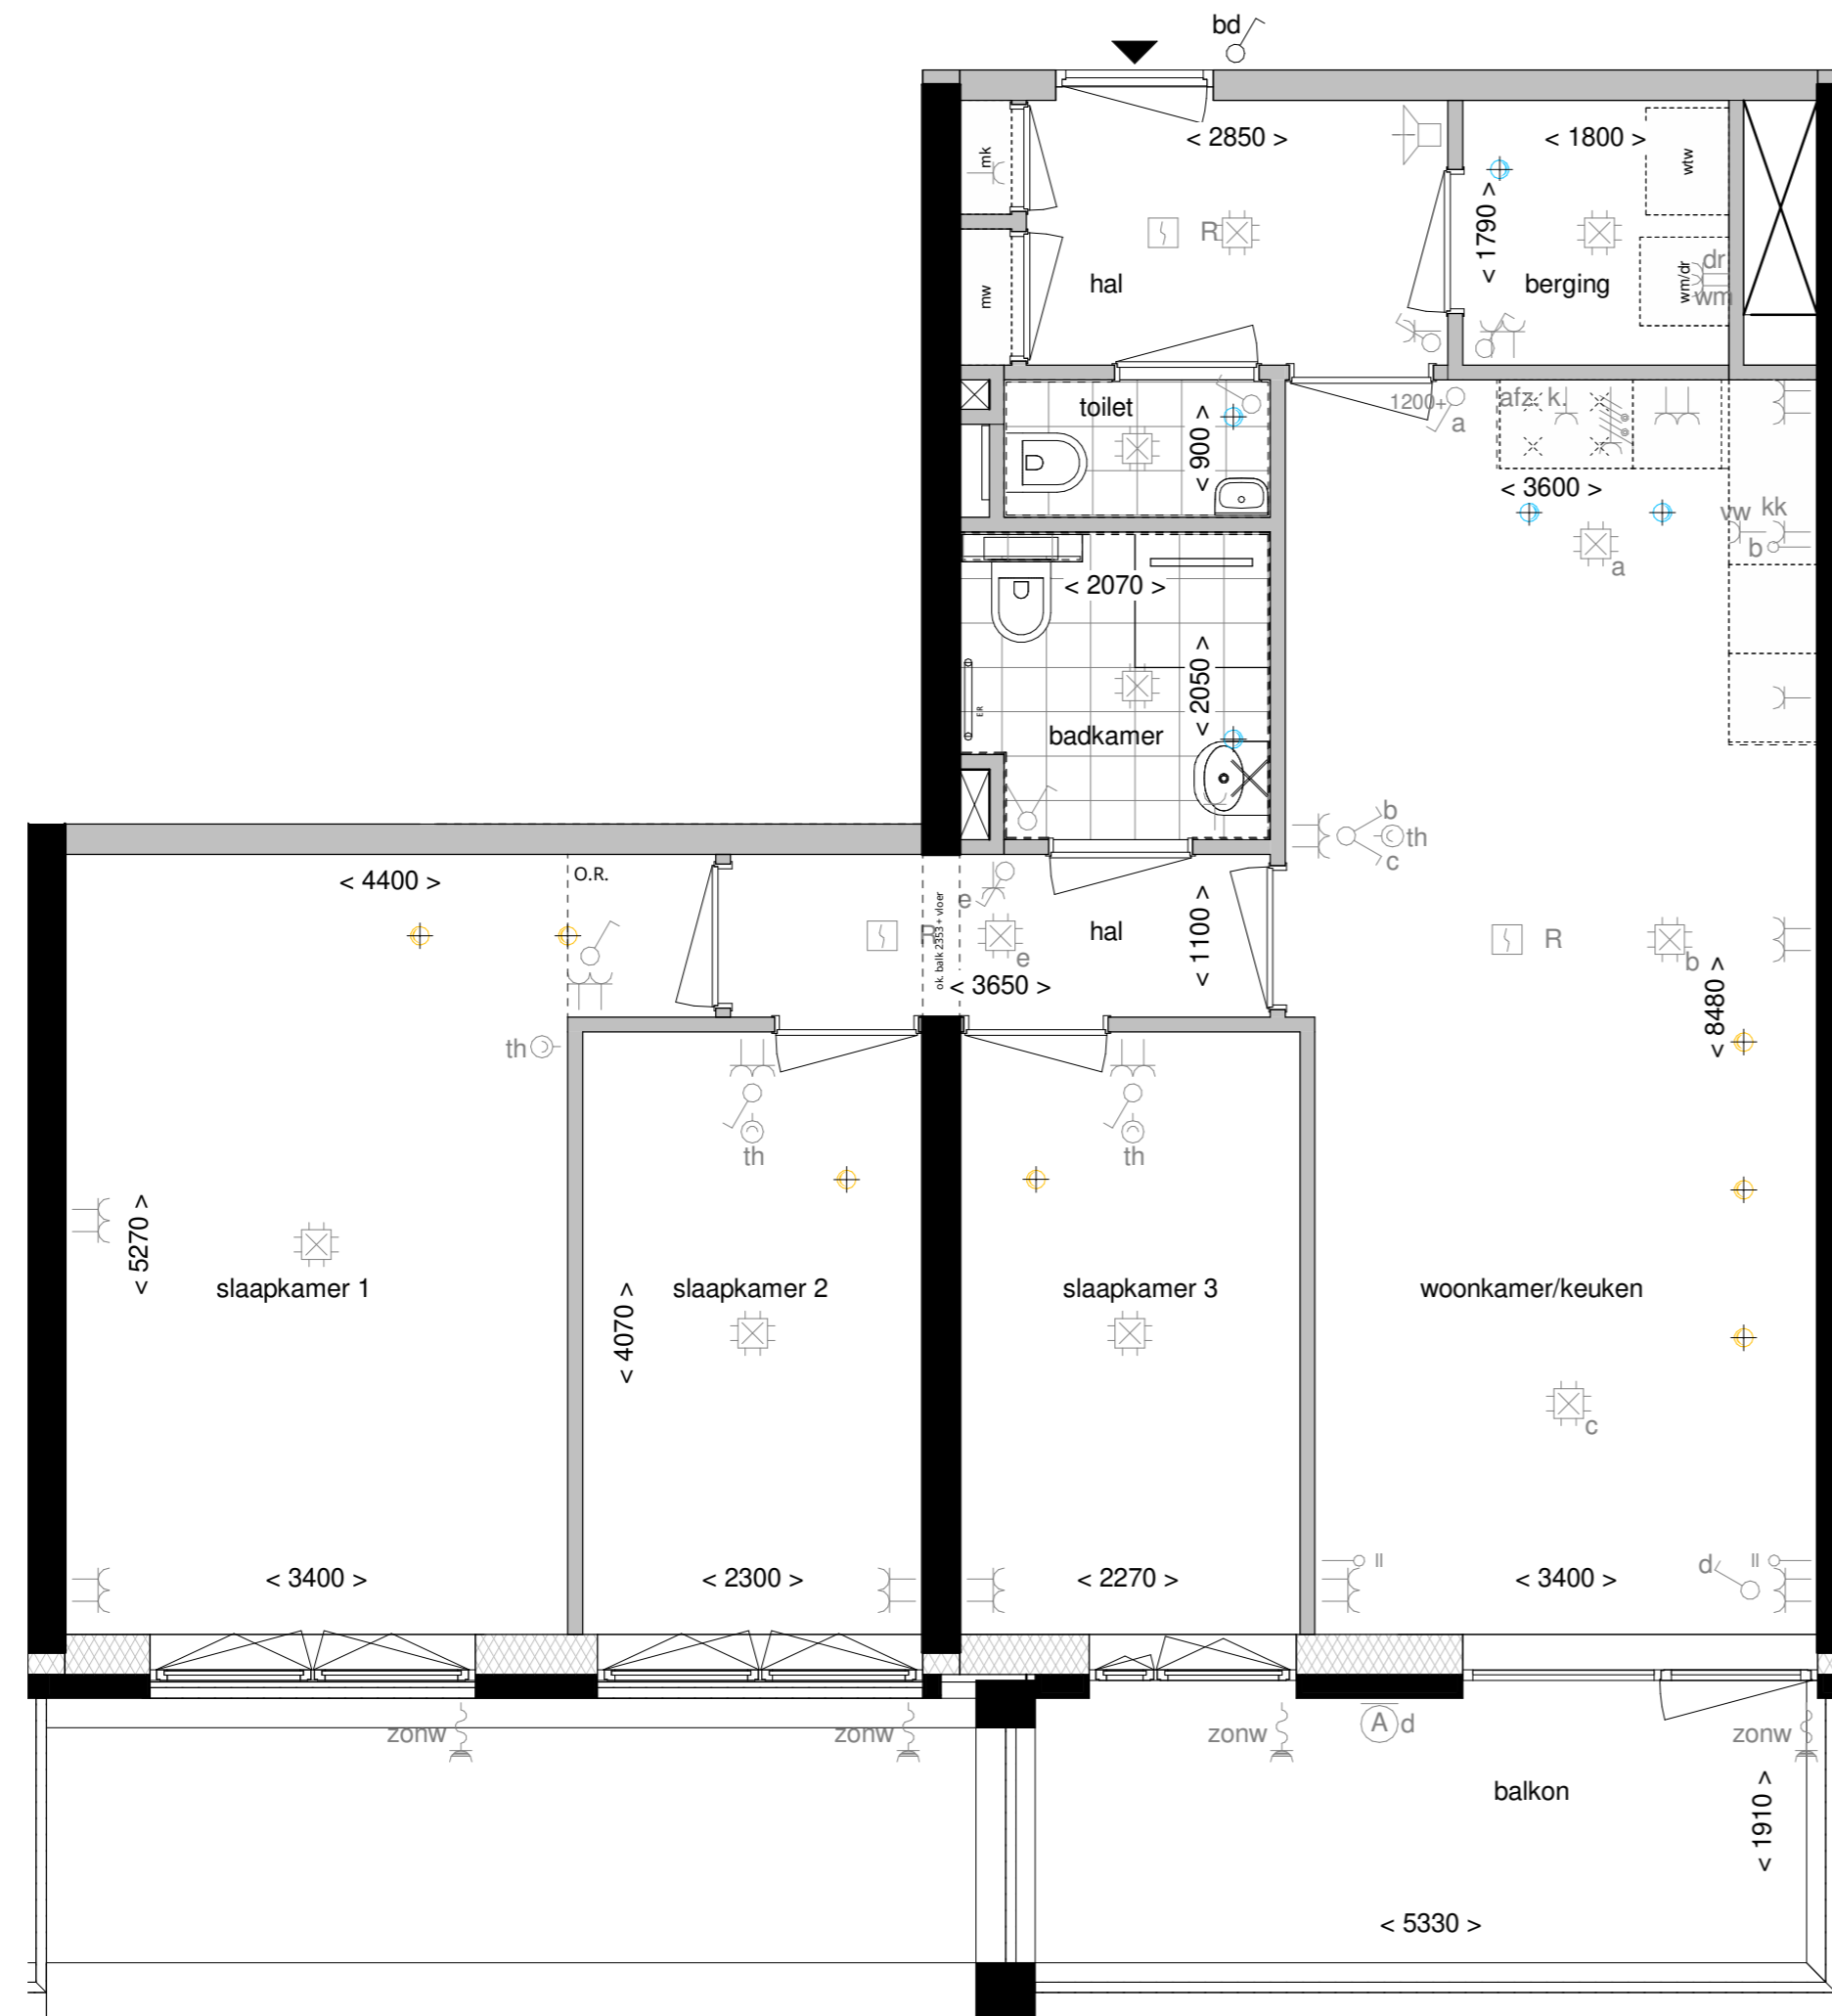 bd
< 2850 >
< 1800 >
mk
wtw
< 1790 >
R
hal
berging
dr
wm/dr
wm
mw
toilet
< 900 >
1200+
a
afz. k.
< 3600 >
vw kk
b
a
< 2070 >
< 2050 >
ER
badkamer
b
th
c
< 4400 >
O.R.
e
R
ok. balk 2353 + vloer
hal
e
< 3650 >
< 1100 >
R
b
< 8480 >
th
th
th
< 5270 >
slaapkamer 1
slaapkamer 2
slaapkamer 3
woonkamer/keuken
< 4070 >
c
< 3400 >
< 2300 >
< 2270 >
< 3400 >
II
d
II
zonw
zonw
zonw
A d
zonw
balkon
< 1910 >
< 5330 >